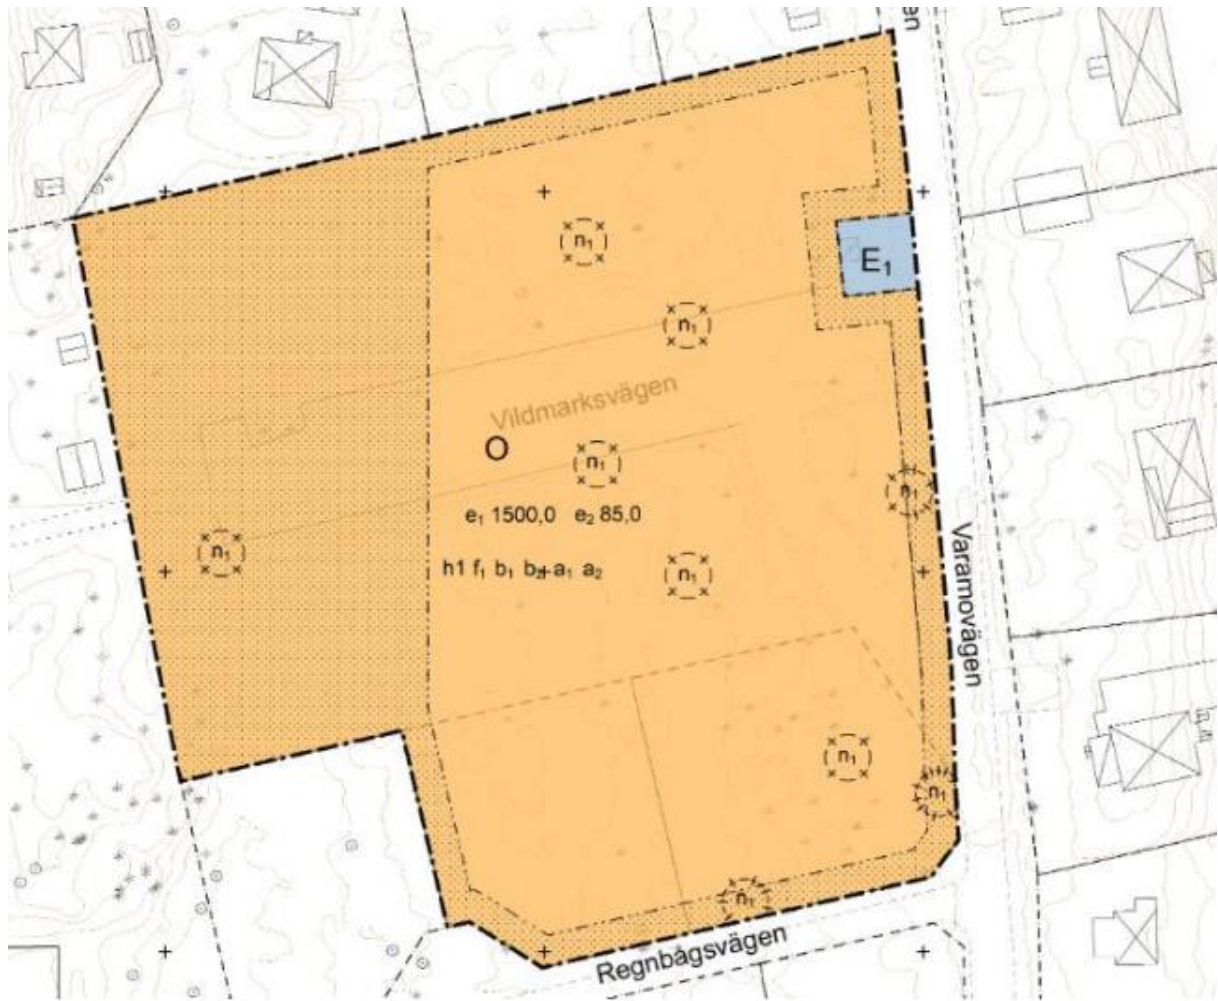 en
n₁
E₁
n₁
Vildmarksvägen
O
n₁
n
e₁ 1500,0 e₂ 85,0
n₁
h1 f₁ b₁ b₂+a₁ a₂
n₁
Varamovägen
n₁
n₁
n₁
Regnbågsvägen